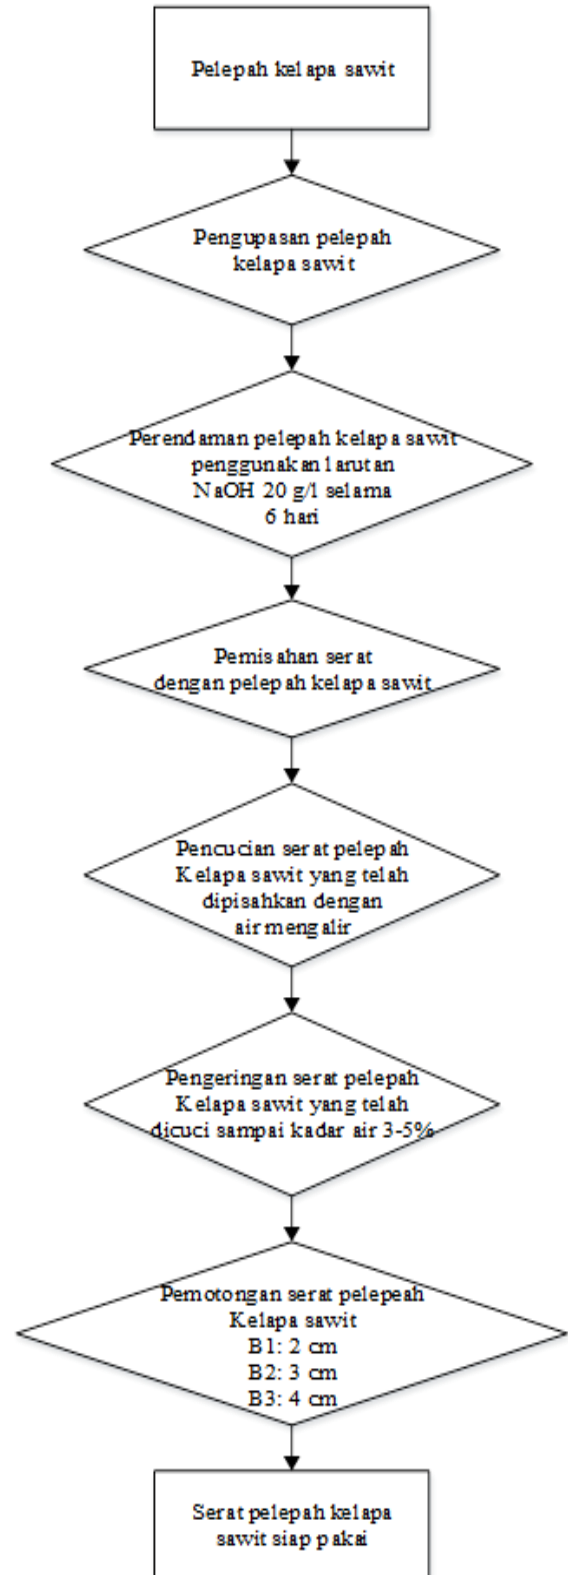 Pelepah kelapa sawit
Pengupasan pelepah
kelapa sawit
Perendaman pelepah kelapa sawit
penggunakan larutan
NaOH 20 g/l selama
6 hari
Pemisahan serat
dengan pelepah kelapa sawit
Pencucian serat pelepah
Kelapa sawit yang telah
dipisahkan dengan
air mengalir
Pengeringan serat pelepah
Kelapa sawit yang telah
dicuci sampai kadar air 3-5%
Pemotongan serat pelepeah
Kelapa sawit
B1: 2 cm
B2: 3 cm
B3: 4 cm
Serat pelepah kelapa
sawit siap pakai